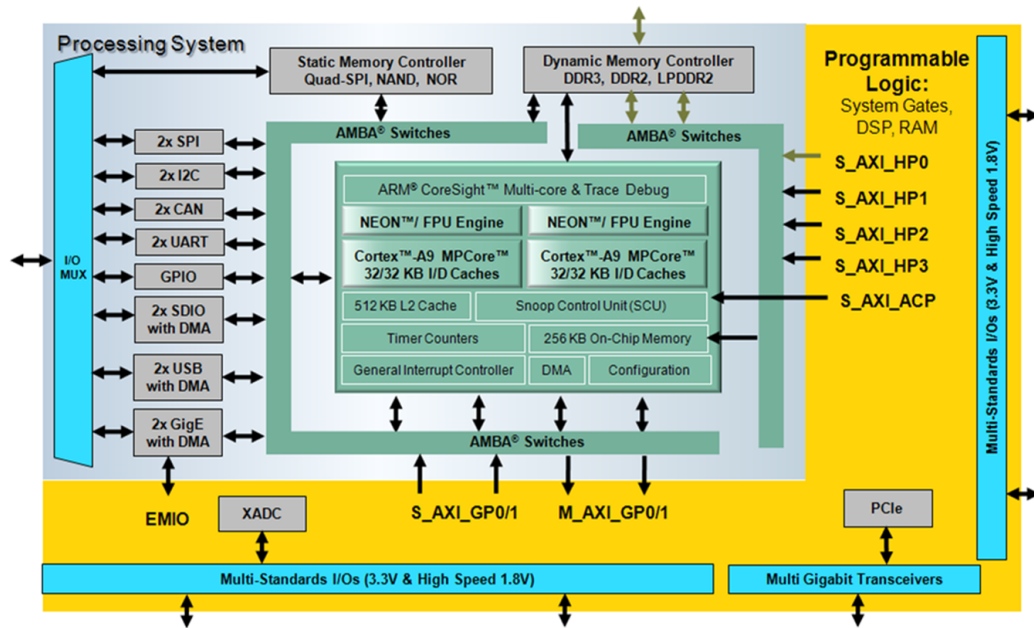 Processing System
Static Memory Controller
Quad-SPI, NAND, NOR
Dynamic Memory Controller
DDR3, DDR2, LPDDR2
Programmable
Logic:
System Gates,
DSP, RAM
AMBA® Switches
AMBA® Switches
2x SPI
2x I2C
2x CAN
2x UART
GPIO
2x SDIO
with DMA
2x USB
with DMA
2x GigE
with DMA
I/O
MUX
ARM® CoreSight™ Multi-core & Trace Debug
NEON™/ FPU Engine
NEON™/ FPU Engine
Cortex™-A9 MPCore™
32/32 KB I/D Caches
Cortex™-A9 MPCore™
32/32 KB I/D Caches
512 KB L2 Cache
Snoop Control Unit (SCU)
Timer Counters
256 KB On-Chip Memory
General Interrupt Controller
DMA
Configuration
S_AXI_HP0
S_AXI_HP1
S_AXI_HP2
S_AXI_HP3
S_AXI_ACP
Multi-Standards I/Os (3.3V & High Speed 1.8V)
AMBA® Switches
EMIO
S_AXI_GP0/1
M_AXI_GP0/1
XADC
PCIe
Multi-Standards I/Os (3.3V & High Speed 1.8V)
Multi Gigabit Transceivers